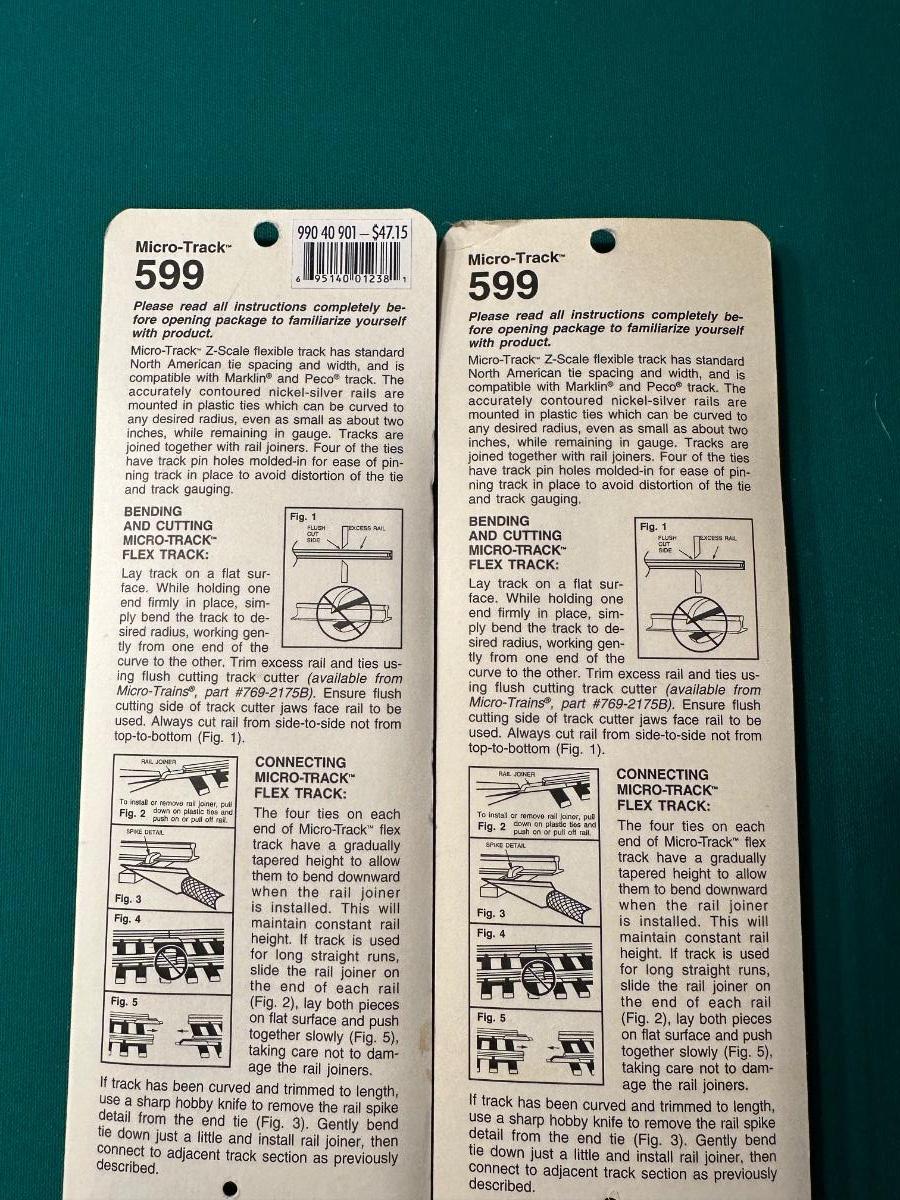 Micro-Track™
599
990 40 901 – $47.15
6 95140 01238 1
Please read all instructions completely be-
fore opening package to familiarize yourself
with product.
Micro-Track™ Z-Scale flexible track has standard
North American tie spacing and width, and is
compatible with Marklin® and Peco® track. The
accurately contoured nickel-silver rails are
mounted in plastic ties which can be curved to
any desired radius, even as small as about two
inches, while remaining in gauge. Tracks are
joined together with rail joiners. Four of the ties
have track pin holes molded-in for ease of pin-
ning track in place to avoid distortion of the tie
and track gauging.
BENDING
AND CUTTING
MICRO-TRACK™
FLEX TRACK:
Lay track on a flat sur-
face. While holding one
end firmly in place, sim-
ply bend the track to de-
sired radius, working gen-
tly from one end of the
curve to the other. Trim excess rail and ties us-
ing flush cutting track cutter (available from
Micro-Trains®, part #769-2175B). Ensure flush
cutting side of track cutter jaws face rail to be
used. Always cut rail from side-to-side not from
top-to-bottom (Fig. 1).
Fig. 1
FLUSH
CUT
SIDE
EXCESS RAIL
RAIL JOINER
To install or remove rail joiner, pull
Fig. 2 down on plastic ties and
push on or pull off rail.
SPIKE DETAIL
Fig. 3
Fig. 4
Fig. 5
CONNECTING
MICRO-TRACK™
FLEX TRACK:
The four ties on each
end of Micro-Track™ flex
track have a gradually
tapered height to allow
them to bend downward
when the rail joiner
is installed. This will
maintain constant rail
height. If track is used
for long straight runs,
slide the rail joiner on
the end of each rail
(Fig. 2), lay both pieces
on flat surface and push
together slowly (Fig. 5),
taking care not to dam-
age the rail joiners.
If track has been curved and trimmed to length,
use a sharp hobby knife to remove the rail spike
detail from the end tie (Fig. 3). Gently bend
tie down just a little and install rail joiner, then
connect to adjacent track section as previously
described.
Micro-Track™
599
Please read all instructions completely be-
fore opening package to familiarize yourself
with product.
Micro-Track™ Z-Scale flexible track has standard
North American tie spacing and width, and is
compatible with Marklin® and Peco® track. The
accurately contoured nickel-silver rails are
mounted in plastic ties which can be curved to
any desired radius, even as small as about two
inches, while remaining in gauge. Tracks are
joined together with rail joiners. Four of the ties
have track pin holes molded-in for ease of pin-
ning track in place to avoid distortion of the tie
and track gauging.
BENDING
AND CUTTING
MICRO-TRACK™
FLEX TRACK:
Lay track on a flat sur-
face. While holding one
end firmly in place, sim-
ply bend the track to de-
sired radius, working gen-
tly from one end of the
curve to the other. Trim excess rail and ties us-
ing flush cutting track cutter (available from
Micro-Trains®, part #769-2175B). Ensure flush
cutting side of track cutter jaws face rail to be
used. Always cut rail from side-to-side not from
top-to-bottom (Fig. 1).
Fig. 1
FLUSH
CUT
SIDE
EXCESS RAIL
RAIL JOINER
To install or remove rail joiner, pull
Fig. 2 down on plastic ties and
push on or pull off rail.
SPIKE DETAIL
Fig. 3
Fig. 4
Fig. 5
CONNECTING
MICRO-TRACK™
FLEX TRACK:
The four ties on each
end of Micro-Track™ flex
track have a gradually
tapered height to allow
them to bend downward
when the rail joiner
is installed. This will
maintain constant rail
height. If track is used
for long straight runs,
slide the rail joiner on
the end of each rail
(Fig. 2), lay both pieces
on flat surface and push
together slowly (Fig. 5),
taking care not to dam-
age the rail joiners.
If track has been curved and trimmed to length,
use a sharp hobby knife to remove the rail spike
detail from the end tie (Fig. 3). Gently bend
tie down just a little and install rail joiner, then
connect to adjacent track section as previously
described.